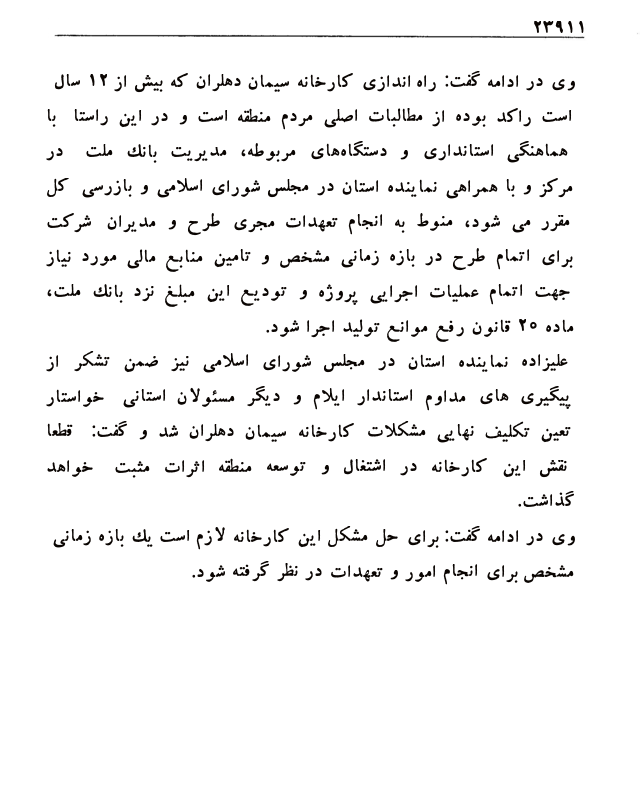 ۲۳۹۱۱
وی در ادامه گفت: راه اندازی کارخانه سیمان دهلران که بیش از ۱۲ سال
است راکد بوده از مطالبات اصلی مردم منطقه است و در این راستا با
هماهنگی استانداری و دستگاه‌های مربوطه، مدیریت بانک ملت در
مرکز و با همراهی نماینده استان در مجلس شورای اسلامی و بازرسی کل
مقرر می شود، منوط به انجام تعهدات مجری طرح و مدیران شرکت
برای اتمام طرح در بازه زمانی مشخص و تامین منابع مالی مورد نیاز
جهت اتمام عملیات اجرایی پروژه و تودیع این مبلغ نزد بانک ملت،
ماده ۲۰ قانون رفع موانع تولید اجرا شود.
علیزاده نماینده استان در مجلس شورای اسلامی نیز ضمن تشکر از
پیگیری های مداوم استاندار ایلام و دیگر مسئولان استانی خواستار
تعین تکلیف نهایی مشکلات کارخانه سیمان دهلران شد و گفت: قطعا
نقش این کارخانه در اشتغال و توسعه منطقه اثرات مثبت خواهد
گذاشت.
وی در ادامه گفت: برای حل مشکل این کارخانه لازم است یک بازه زمانی
مشخص برای انجام امور و تعهدات در نظر گرفته شود.